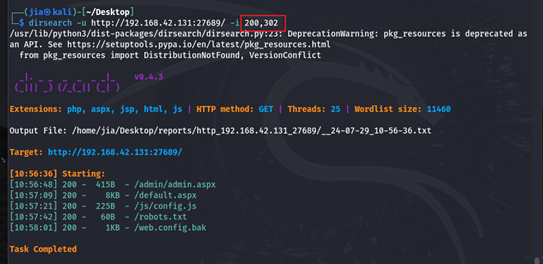 ┌──(jia㉿kali)-[~/Desktop]
└─$ dirsearch -u http://192.168.42.131:27689/ -i 200,302
/usr/lib/python3/dist-packages/dirsearch/dirsearch.py:23: DeprecationWarning: pkg_resources is deprecated as
an API. See https://setuptools.pypa.io/en/latest/pkg_resources.html
from pkg_resources import DistributionNotFound, VersionConflict
v0.4.3
Extensions: php, aspx, jsp, html, js | HTTP method: GET | Threads: 25 | Wordlist size: 11460
Output File: /home/jia/Desktop/reports/http_192.168.42.131_27689/__24-07-29_10-56-36.txt
Target: http://192.168.42.131:27689/
[10:56:36] Starting:
[10:56:48] 200 - 415B - /admin/admin.aspx
[10:57:09] 200 - 8KB - /default.aspx
[10:57:21] 200 - 225B - /js/config.js
[10:57:42] 200 - 60B - /robots.txt
[10:58:01] 200 - 1KB - /web.config.bak
Task Completed